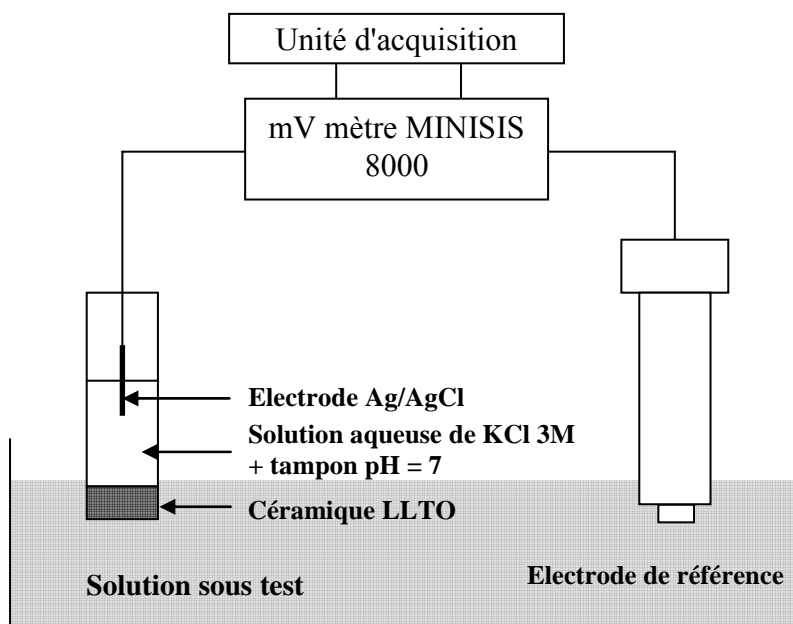 Unité d'acquisition
mV mètre MINISIS
8000
Electrode Ag/AgCl
Solution aqueuse de KCl 3M
+ tampon pH = 7
Céramique LLTO
Solution sous test
Electrode de référence